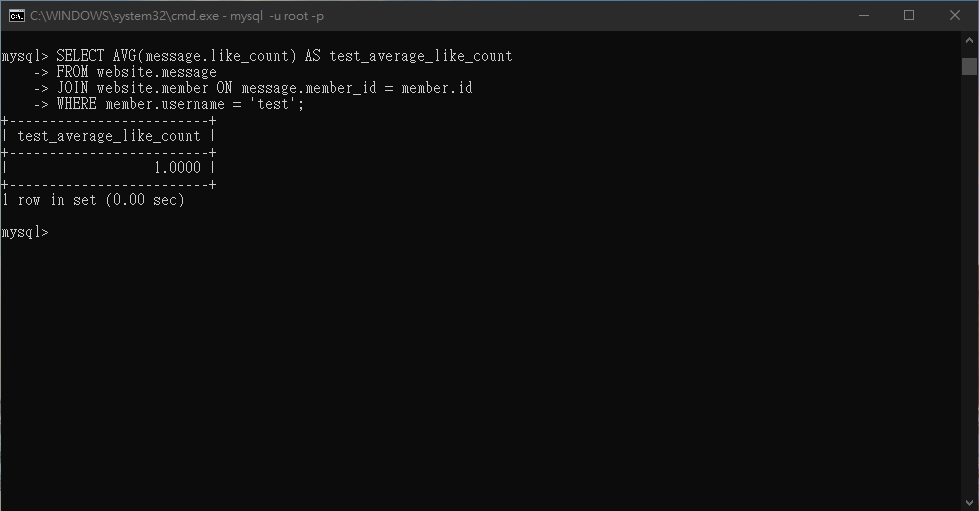 C:\WINDOWS\system32\cmd.exe - mysql  -u root -p
mysql> SELECT AVG(message.like_count) AS test_average_like_count
    -> FROM website.message
    -> JOIN website.member ON message.member_id = member.id
    -> WHERE member.username = 'test';
+-------------------------+
| test_average_like_count |
+-------------------------+
|                  1.0000 |
+-------------------------+
1 row in set (0.00 sec)
mysql>